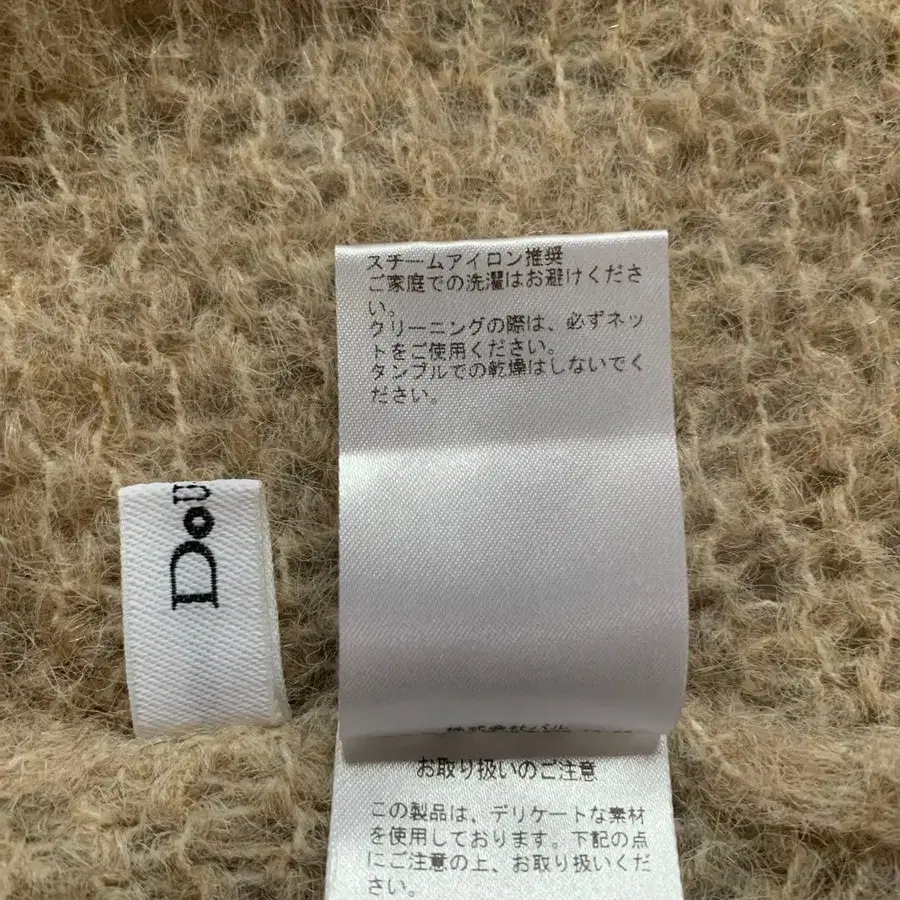 スチームアイロン推奨
ご家庭での洗濯はお避けくださ
い。
クリーニングの際は、必ずネッ
トをご使用ください。
タンブルでの乾燥はしないでく
ださい。
DOU
お取り扱いのご注意
この製品は、デリケートな素材
を使用しております。下記の点
にご注意の上、お取り扱いくだ
さい。